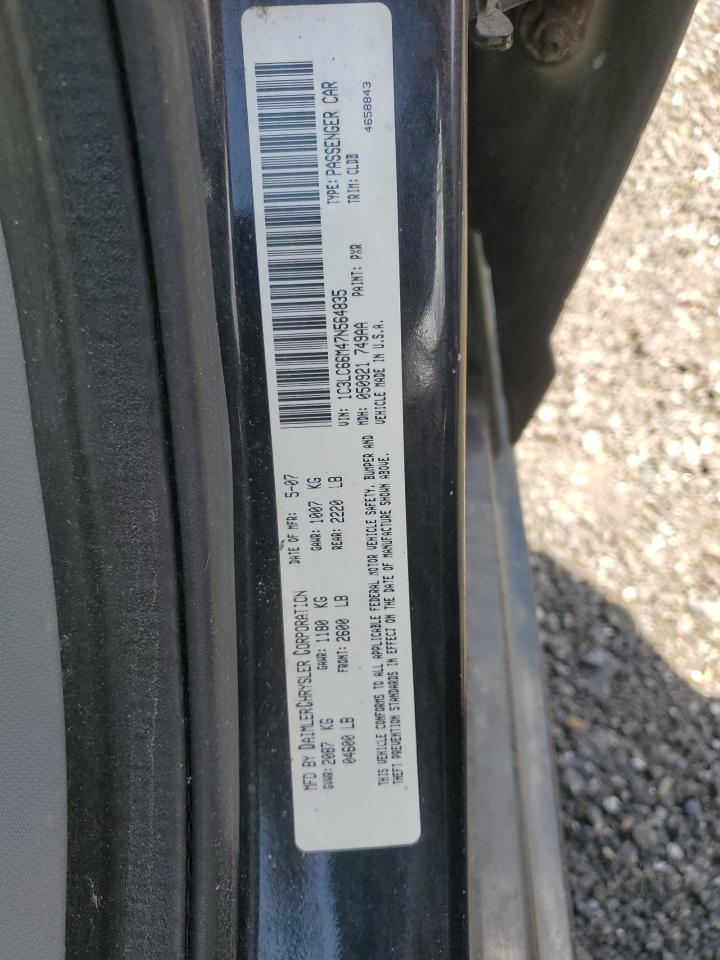 MFD BY DAIMLERCHRYSLER CORPORATION DATE OF MFR: 5-07
GVWR: 2087 KG GAWR: 1180 KG GAWR: 1007 KG
04600 LB FRONT: 2600 LB REAR: 2220 LB
THIS VEHICLE CONFORMS TO ALL APPLICABLE FEDERAL MOTOR VEHICLE SAFETY, BUMPER AND
THEFT PREVENTION STANDARDS IN EFFECT ON THE DATE OF MANUFACTURE SHOWN ABOVE.
VIN: 1C3LC66M47N564835 TYPE: PASSENGER CAR
MDH: 050921 749AA PAINT: PXR TRIM: CLDB
VEHICLE MADE IN U.S.A. 4658843